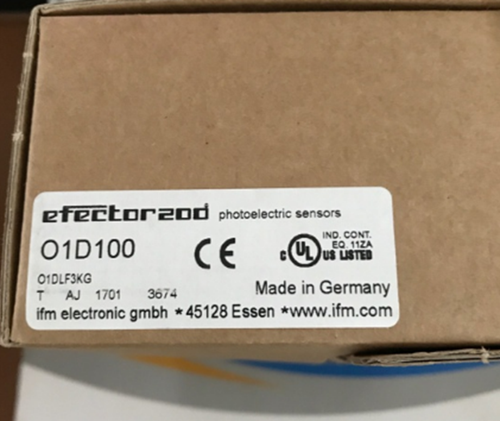 efector200 photoelectric sensors
O1D100
CE
C UL US LISTED
IND. CONT.
EQ. 11ZA
O1DLF3KG
T AJ 1701 3674
Made in Germany
ifm electronic gmbh ★ 45128 Essen ★ www.ifm.com